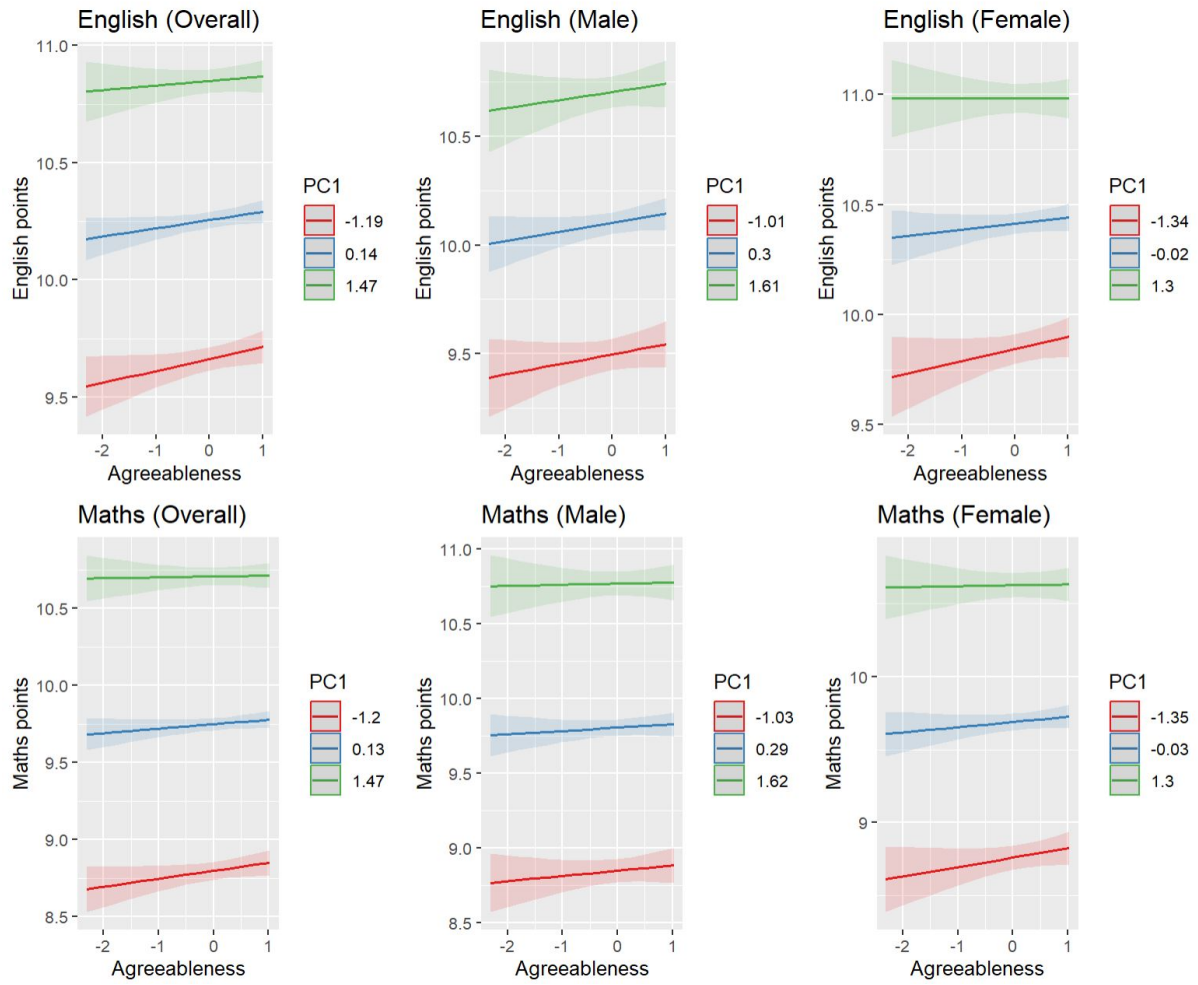 English (Overall)
11.0
10.5
10.0
9.5
English points
-2 -1 0 1
Agreeableness
PC1
-1.19
0.14
1.47
English (Male)
10.5
10.0
9.5
English points
-2 -1 0 1
Agreeableness
PC1
-1.01
0.3
1.61
English (Female)
11.0
10.5
10.0
9.5
English points
-2 -1 0 1
Agreeableness
PC1
-1.34
-0.02
1.3
Maths (Overall)
10.5
10.0
9.5
9.0
8.5
Maths points
-2 -1 0 1
Agreeableness
PC1
-1.2
0.13
1.47
Maths (Male)
11.0
10.5
10.0
9.5
9.0
8.5
Maths points
-2 -1 0 1
Agreeableness
PC1
-1.03
0.29
1.62
Maths (Female)
10
9
Maths points
-2 -1 0 1
Agreeableness
PC1
-1.35
-0.03
1.3